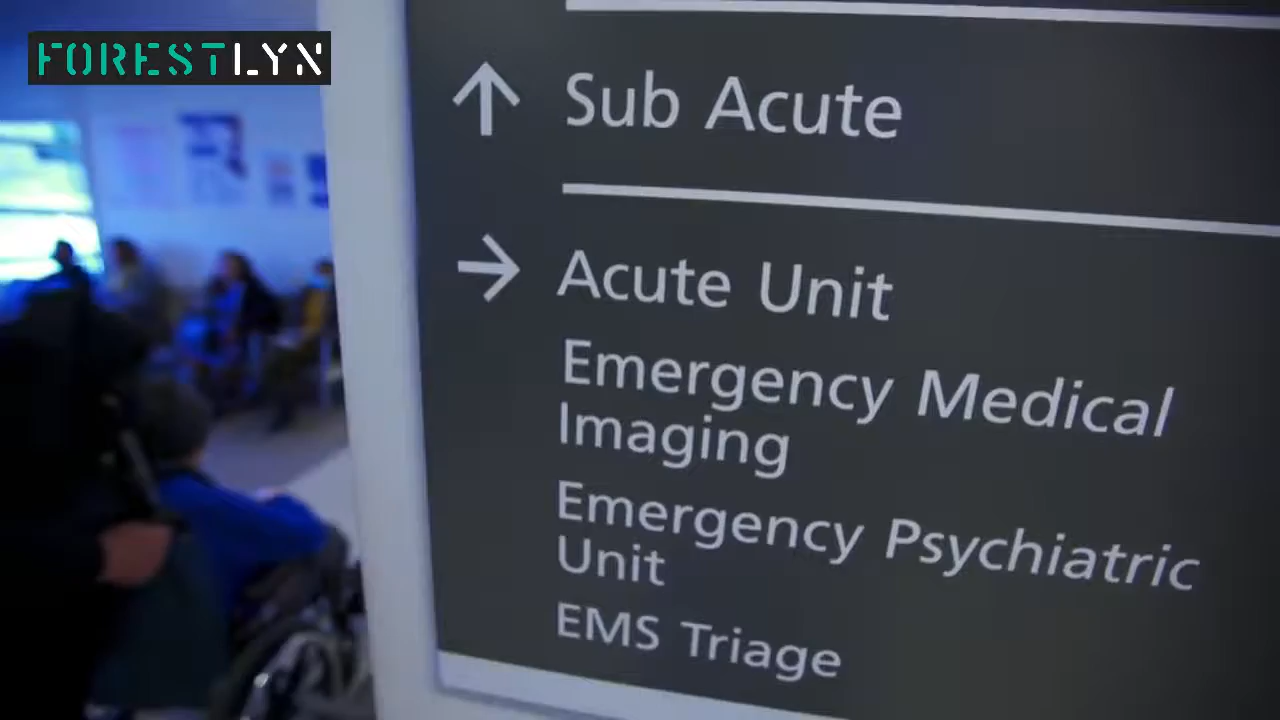 FORESTLYN
Sub Acute
Acute Unit
Emergency Medical
Imaging
Emergency Psychiatric
Unit
EMS Triage